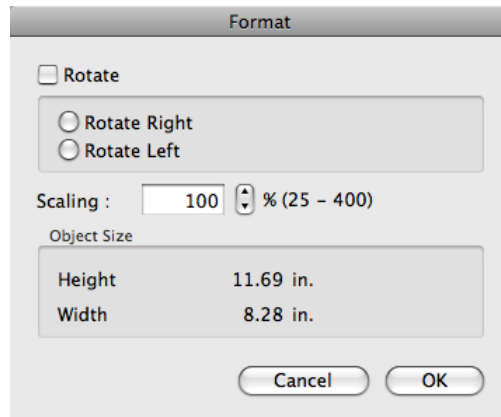 Format
Rotate
Rotate Right
Rotate Left
Scaling : 100 % (25 – 400)
Object Size
Height 11.69 in.
Width 8.28 in.
Cancel OK